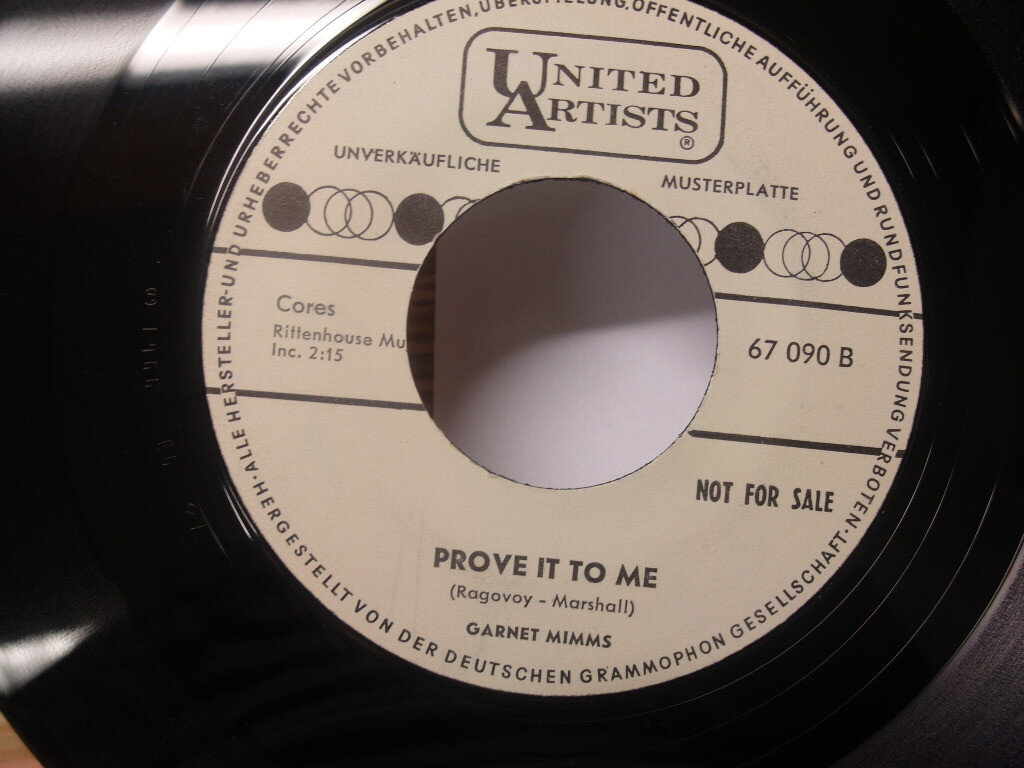 UNITED
ARTISTS
®
UNVERKÄUFLICHE MUSTERPLATTE
Cores
Rittenhouse Mu
Inc. 2:15
67 090 B
NOT FOR SALE
PROVE IT TO ME
(Ragovoy - Marshall)
GARNET MIMMS
ALLE HERSTELLER-UND URHEBERRECHTE VORBEHALTEN, ÜBERSPIELUNG, ÖFFENTLICHE AUFFÜHRUNG UND RUNDFUNKSENDUNG VERBOTEN· HERGESTELLT VON DER DEUTSCHEN GRAMMOPHON GESELLSCHAFT·